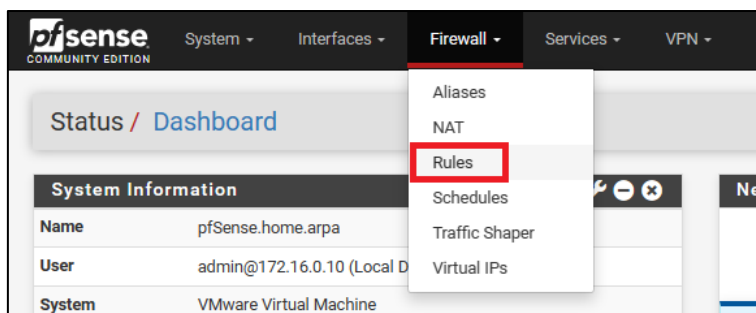 pfsense System Interfaces Firewall Services VPN
COMMUNITY EDITION
Aliases
Status / Dashboard
NAT
Rules
System Information
Schedules
Name pfSense.home.arpa
Traffic Shaper
User admin@172.16.0.10 (Local D
Virtual IPs
System VMware Virtual Machine
Ne